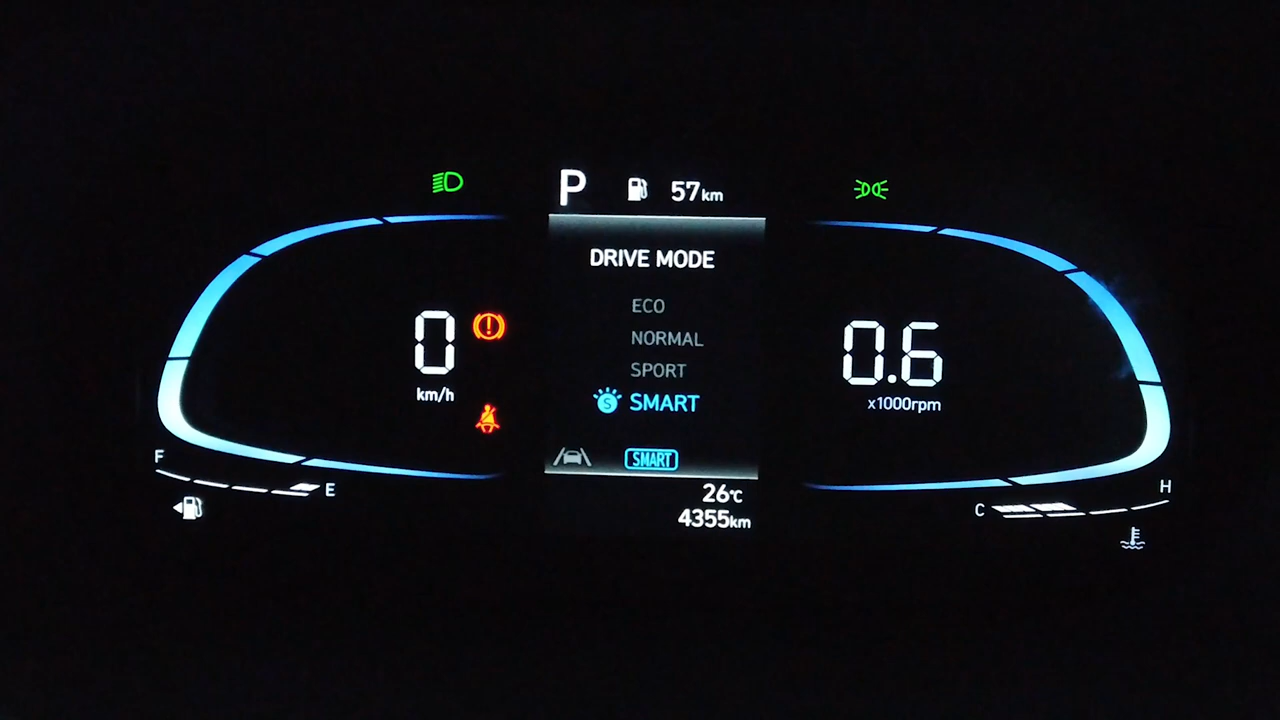 P 57km
DRIVE MODE
ECO
NORMAL
SPORT
S SMART
SMART
26℃
4355km
0
km/h
0.6
x1000rpm
F
E
C
H